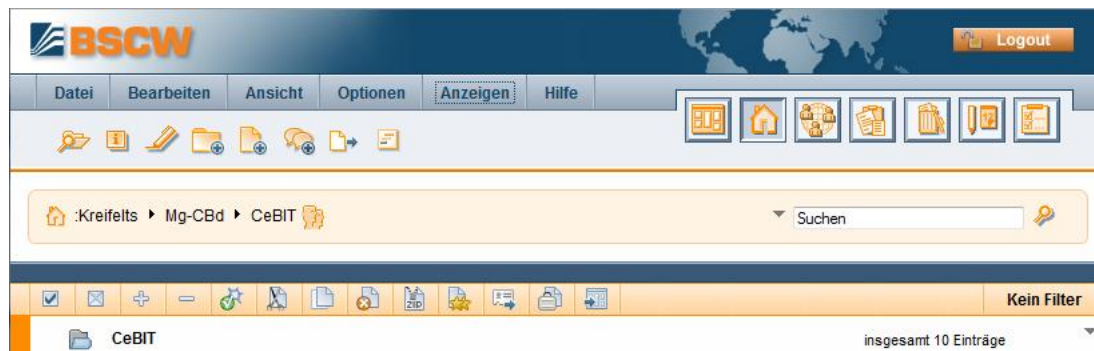 BSCW
Logout
Datei Bearbeiten Ansicht Optionen Anzeigen Hilfe
:Kreifelts Mg-CBd CeBIT Suchen
ZIP Kein Filter
CeBIT insgesamt 10 Einträge